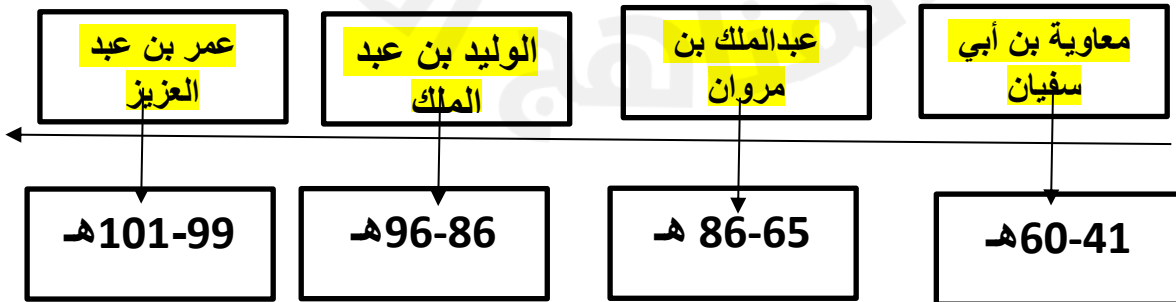 معاوية بن أبي
سفيان
عبدالملك بن
مروان
الوليد بن عبد
الملك
عمر بن عبد
العزيز
41-60هـ
65-86 هـ
86-96هـ
99-101هـ